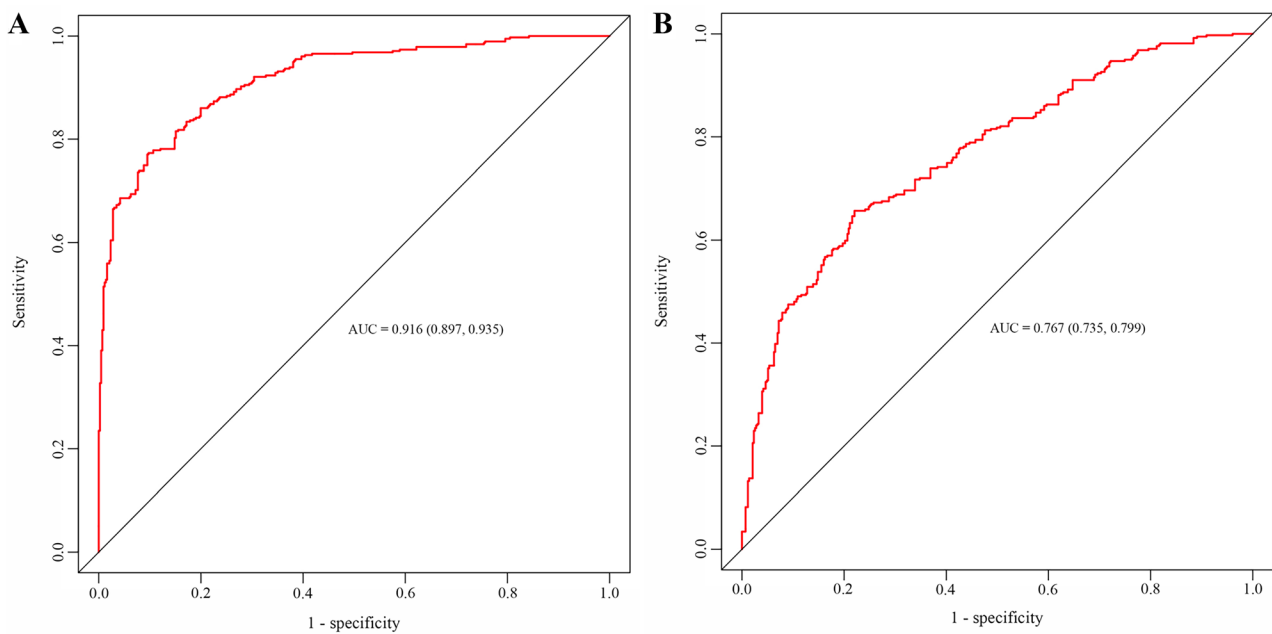 A
Sensitivity
1.0
0.8
0.6
0.4
0.2
0.0
AUC = 0.916 (0.897, 0.935)
0.0 0.2 0.4 0.6 0.8 1.0
1 - specificity
B
Sensitivity
1.0
0.8
0.6
0.4
0.2
0.0
AUC = 0.767 (0.735, 0.799)
0.0 0.2 0.4 0.6 0.8 1.0
1 - specificity